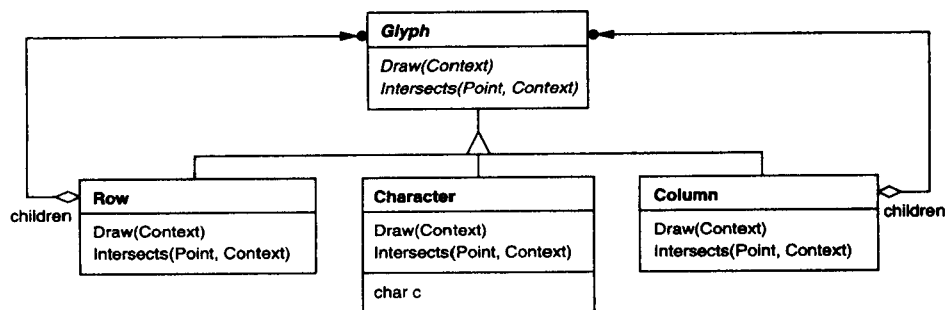 Glyph
Draw(Context)
Intersects(Point, Context)
Row
Draw(Context)
Intersects(Point, Context)
children
Character
Draw(Context)
Intersects(Point, Context)
char c
Column
Draw(Context)
Intersects(Point, Context)
children